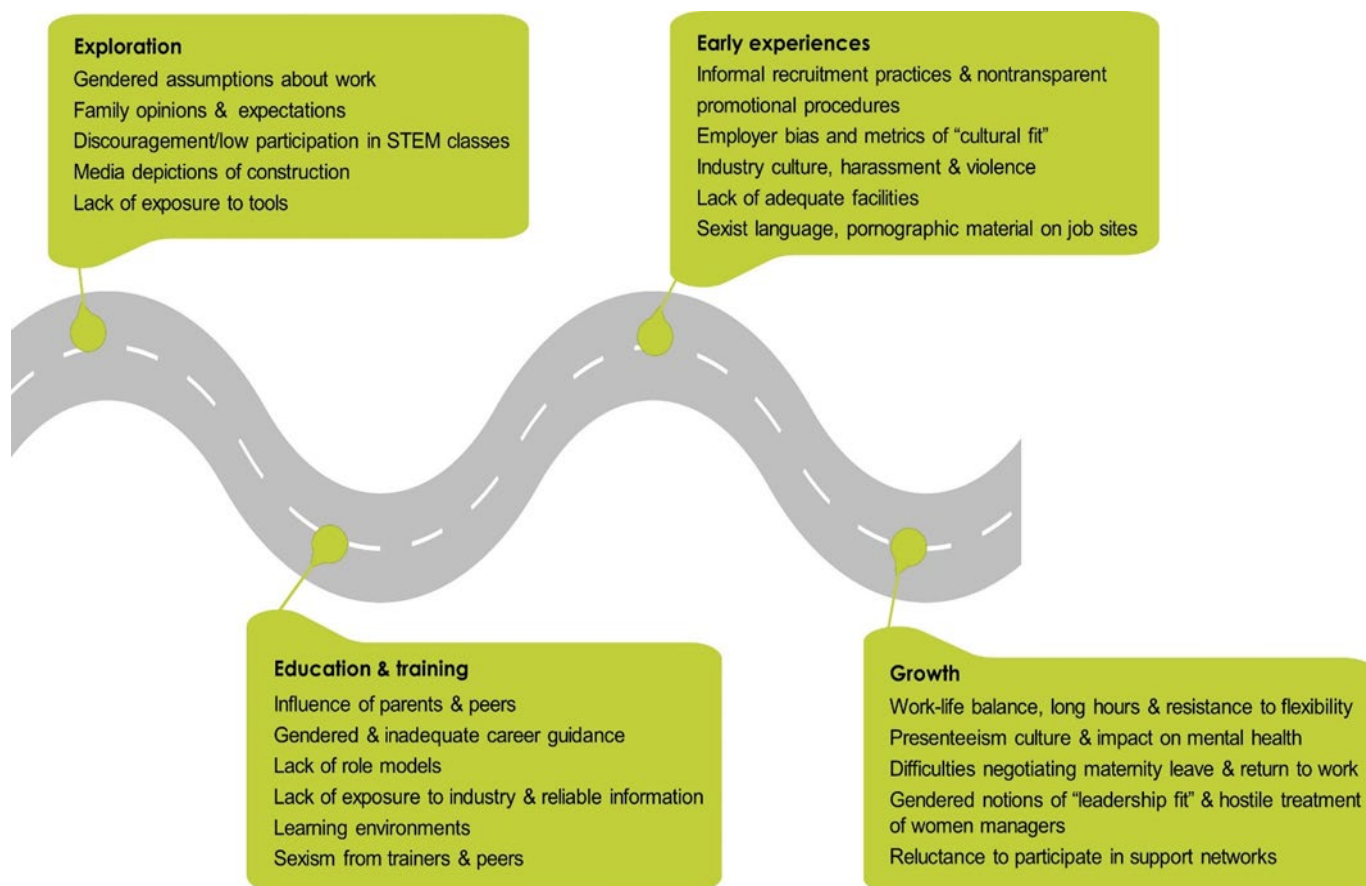 Exploration
Gendered assumptions about work
Family opinions & expectations
Discouragement/low participation in STEM classes
Media depictions of construction
Lack of exposure to tools
Early experiences
Informal recruitment practices & nontransparent
promotional procedures
Employer bias and metrics of “cultural fit”
Industry culture, harassment & violence
Lack of adequate facilities
Sexist language, pornographic material on job sites
Education & training
Influence of parents & peers
Gendered & inadequate career guidance
Lack of role models
Lack of exposure to industry & reliable information
Learning environments
Sexism from trainers & peers
Growth
Work-life balance, long hours & resistance to flexibility
Presenteeism culture & impact on mental health
Difficulties negotiating maternity leave & return to work
Gendered notions of “leadership fit” & hostile treatment
of women managers
Reluctance to participate in support networks